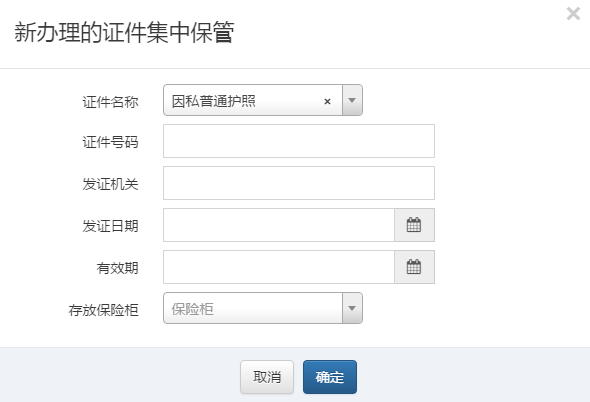 新办理的证件集中保管
证件名称 因私普通护照
证件号码
发证机关
发证日期
有效期
存放保险柜 保险柜
取消 确定